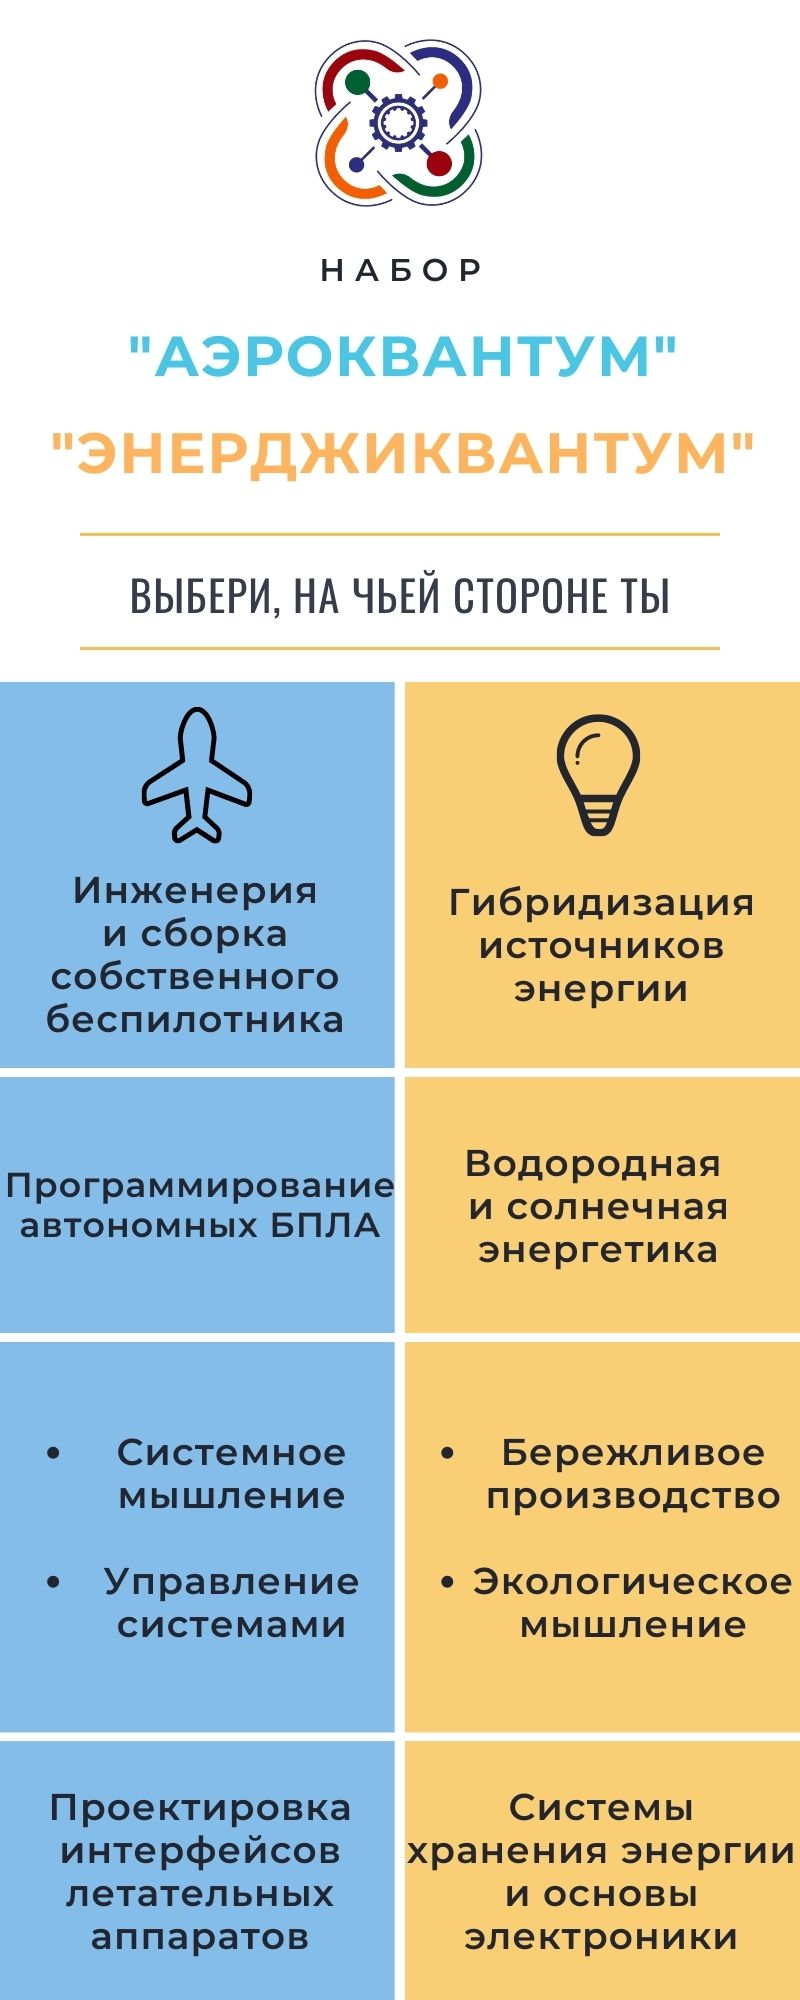 НАБОР
"АЭРОКВАНТУМ"
"ЭНЕРДЖИКВАНТУМ"
ВЫБЕРИ, НА ЧЬЕЙ СТОРОНЕ ТЫ
Инженерия
и сборка
собственного
беспилотника
Гибридизация
источников
энергии
Программирование
автономных БПЛА
Водородная
и солнечная
энергетика
• Системное
мышление
• Управление
системами
• Бережливое
производство
• Экологическое
мышление
Проектировка
интерфейсов
летательных
аппаратов
Системы
хранения энергии
и основы
электроники